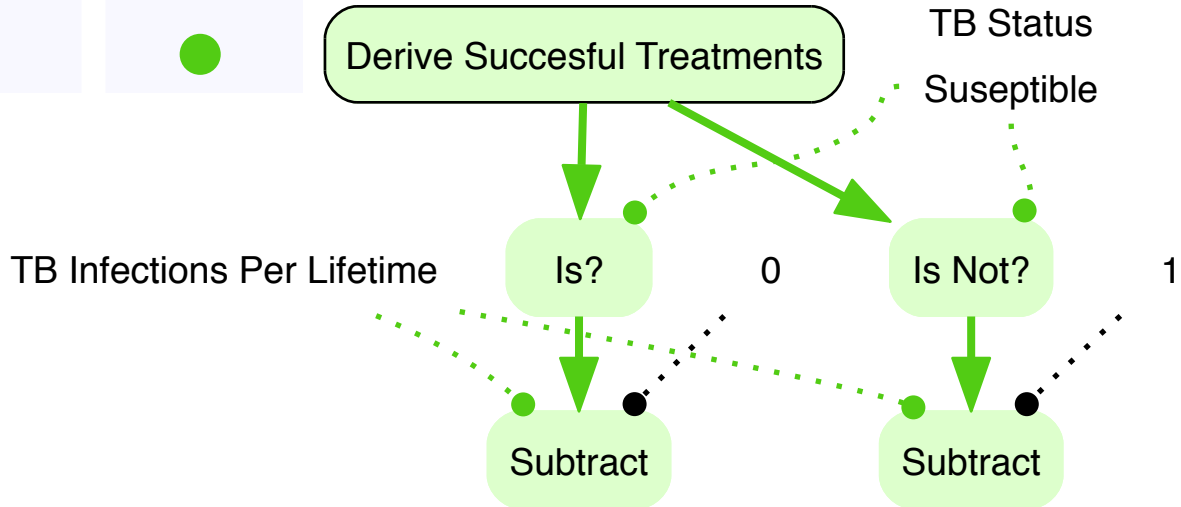 Derive Succesful Treatments
TB Status
Suseptible
TB Infections Per Lifetime
Is?
0
Is Not?
1
Subtract
Subtract